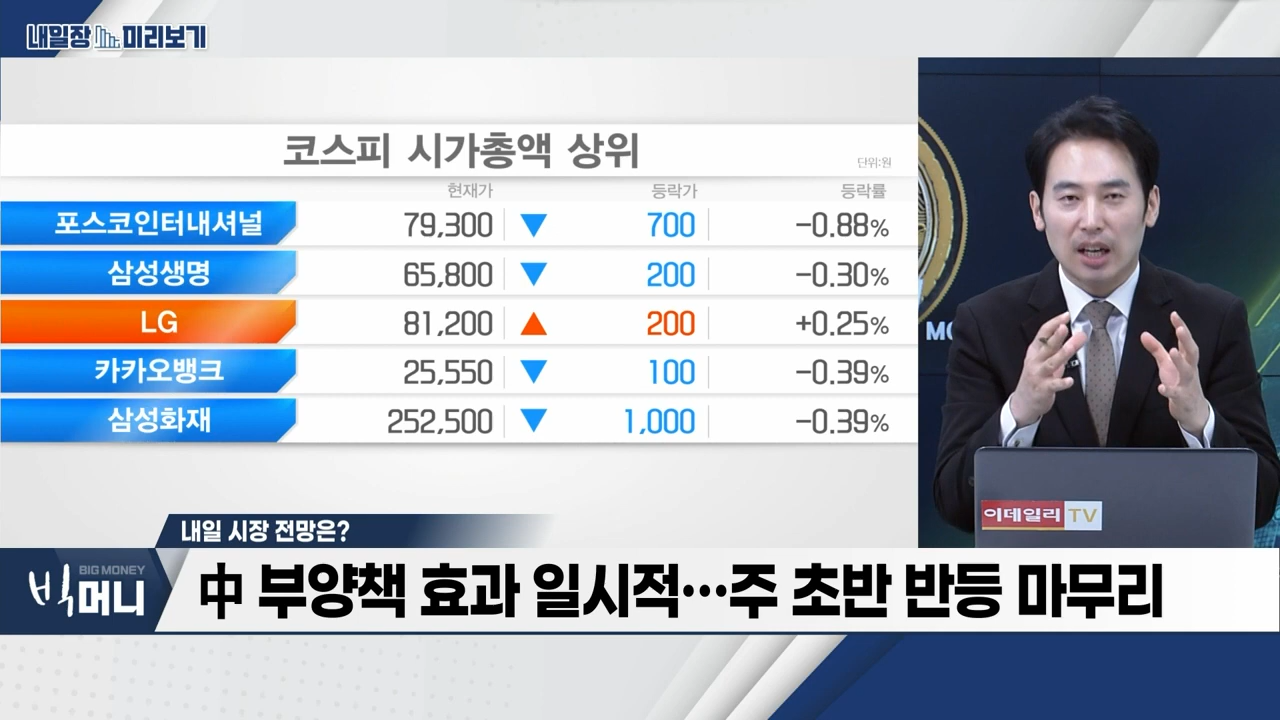 내일장 미리보기
코스피 시가총액 상위
단위:원
현재가 등락가 등락률
포스코인터내셔널 79,300 ▼ 700 -0.88%
삼성생명 65,800 ▼ 200 -0.30%
LG 81,200 ▲ 200 +0.25%
카카오뱅크 25,550 ▼ 100 -0.39%
삼성화재 252,500 ▼ 1,000 -0.39%
이데일리TV
내일 시장 전망은?
빅머니 BIG MONEY
中 부양책 효과 일시적…주 초반 반등 마무리